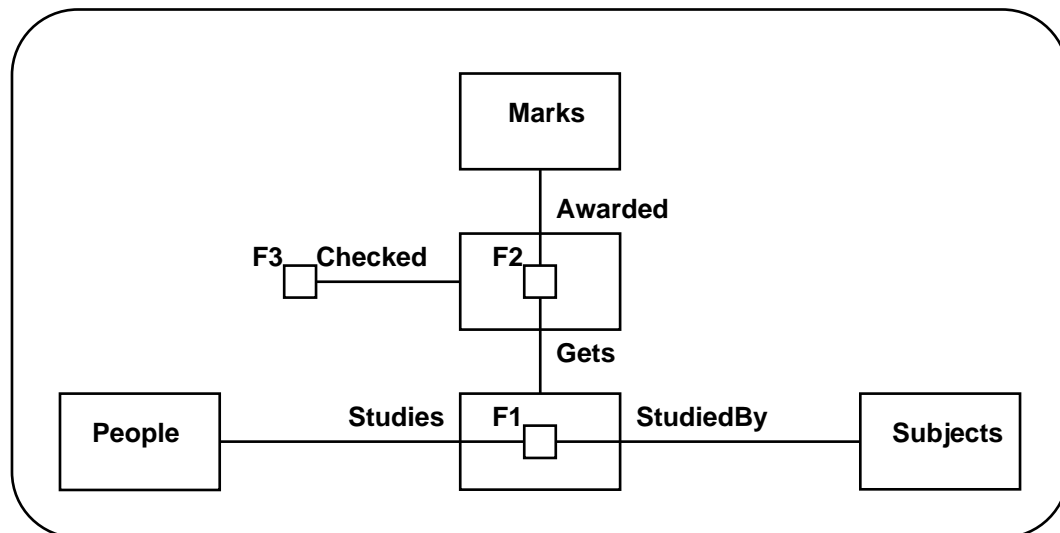 Marks
Awarded
F3 Checked F2
Gets
Studies F1 StudiedBy
People Subjects